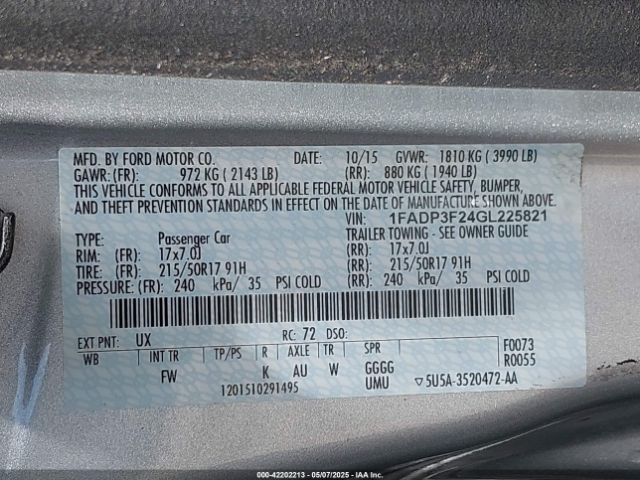 MFD. BY FORD MOTOR CO. DATE: 10/15 GVWR: 1810 KG ( 3990 LB)
GAWR: (FR): 972 KG ( 2143 LB) (RR): 880 KG ( 1940 LB)
THIS VEHICLE CONFORMS TO ALL APPLICABLE FEDERAL MOTOR VEHICLE SAFETY, BUMPER,
AND THEFT PREVENTION STANDARDS IN EFFECT ON THE DATE OF MANUFACTURE SHOWN ABOVE.
VIN: 1FADP3F24GL225821
TYPE: Passenger Car TRAILER TOWING - SEE OWNER GUIDE
RIM: (FR): 17x7.0J (RR): 17x7.0J
TIRE: (FR): 215/50R17 91H (RR): 215/50R17 91H
PRESSURE: (FR): 240 kPa/ 35 PSI COLD (RR): 240 kPa/ 35 PSI COLD
EXT PNT: UX RC: 72 DSO: F0073
WB INT TR TP/PS R AXLE TR SPR R0055
FW K AU W GGGG
1201510291495 UMU ▽5U5A-3520472-AA
000-42202213 - 05/07/2025 - IAA Inc.